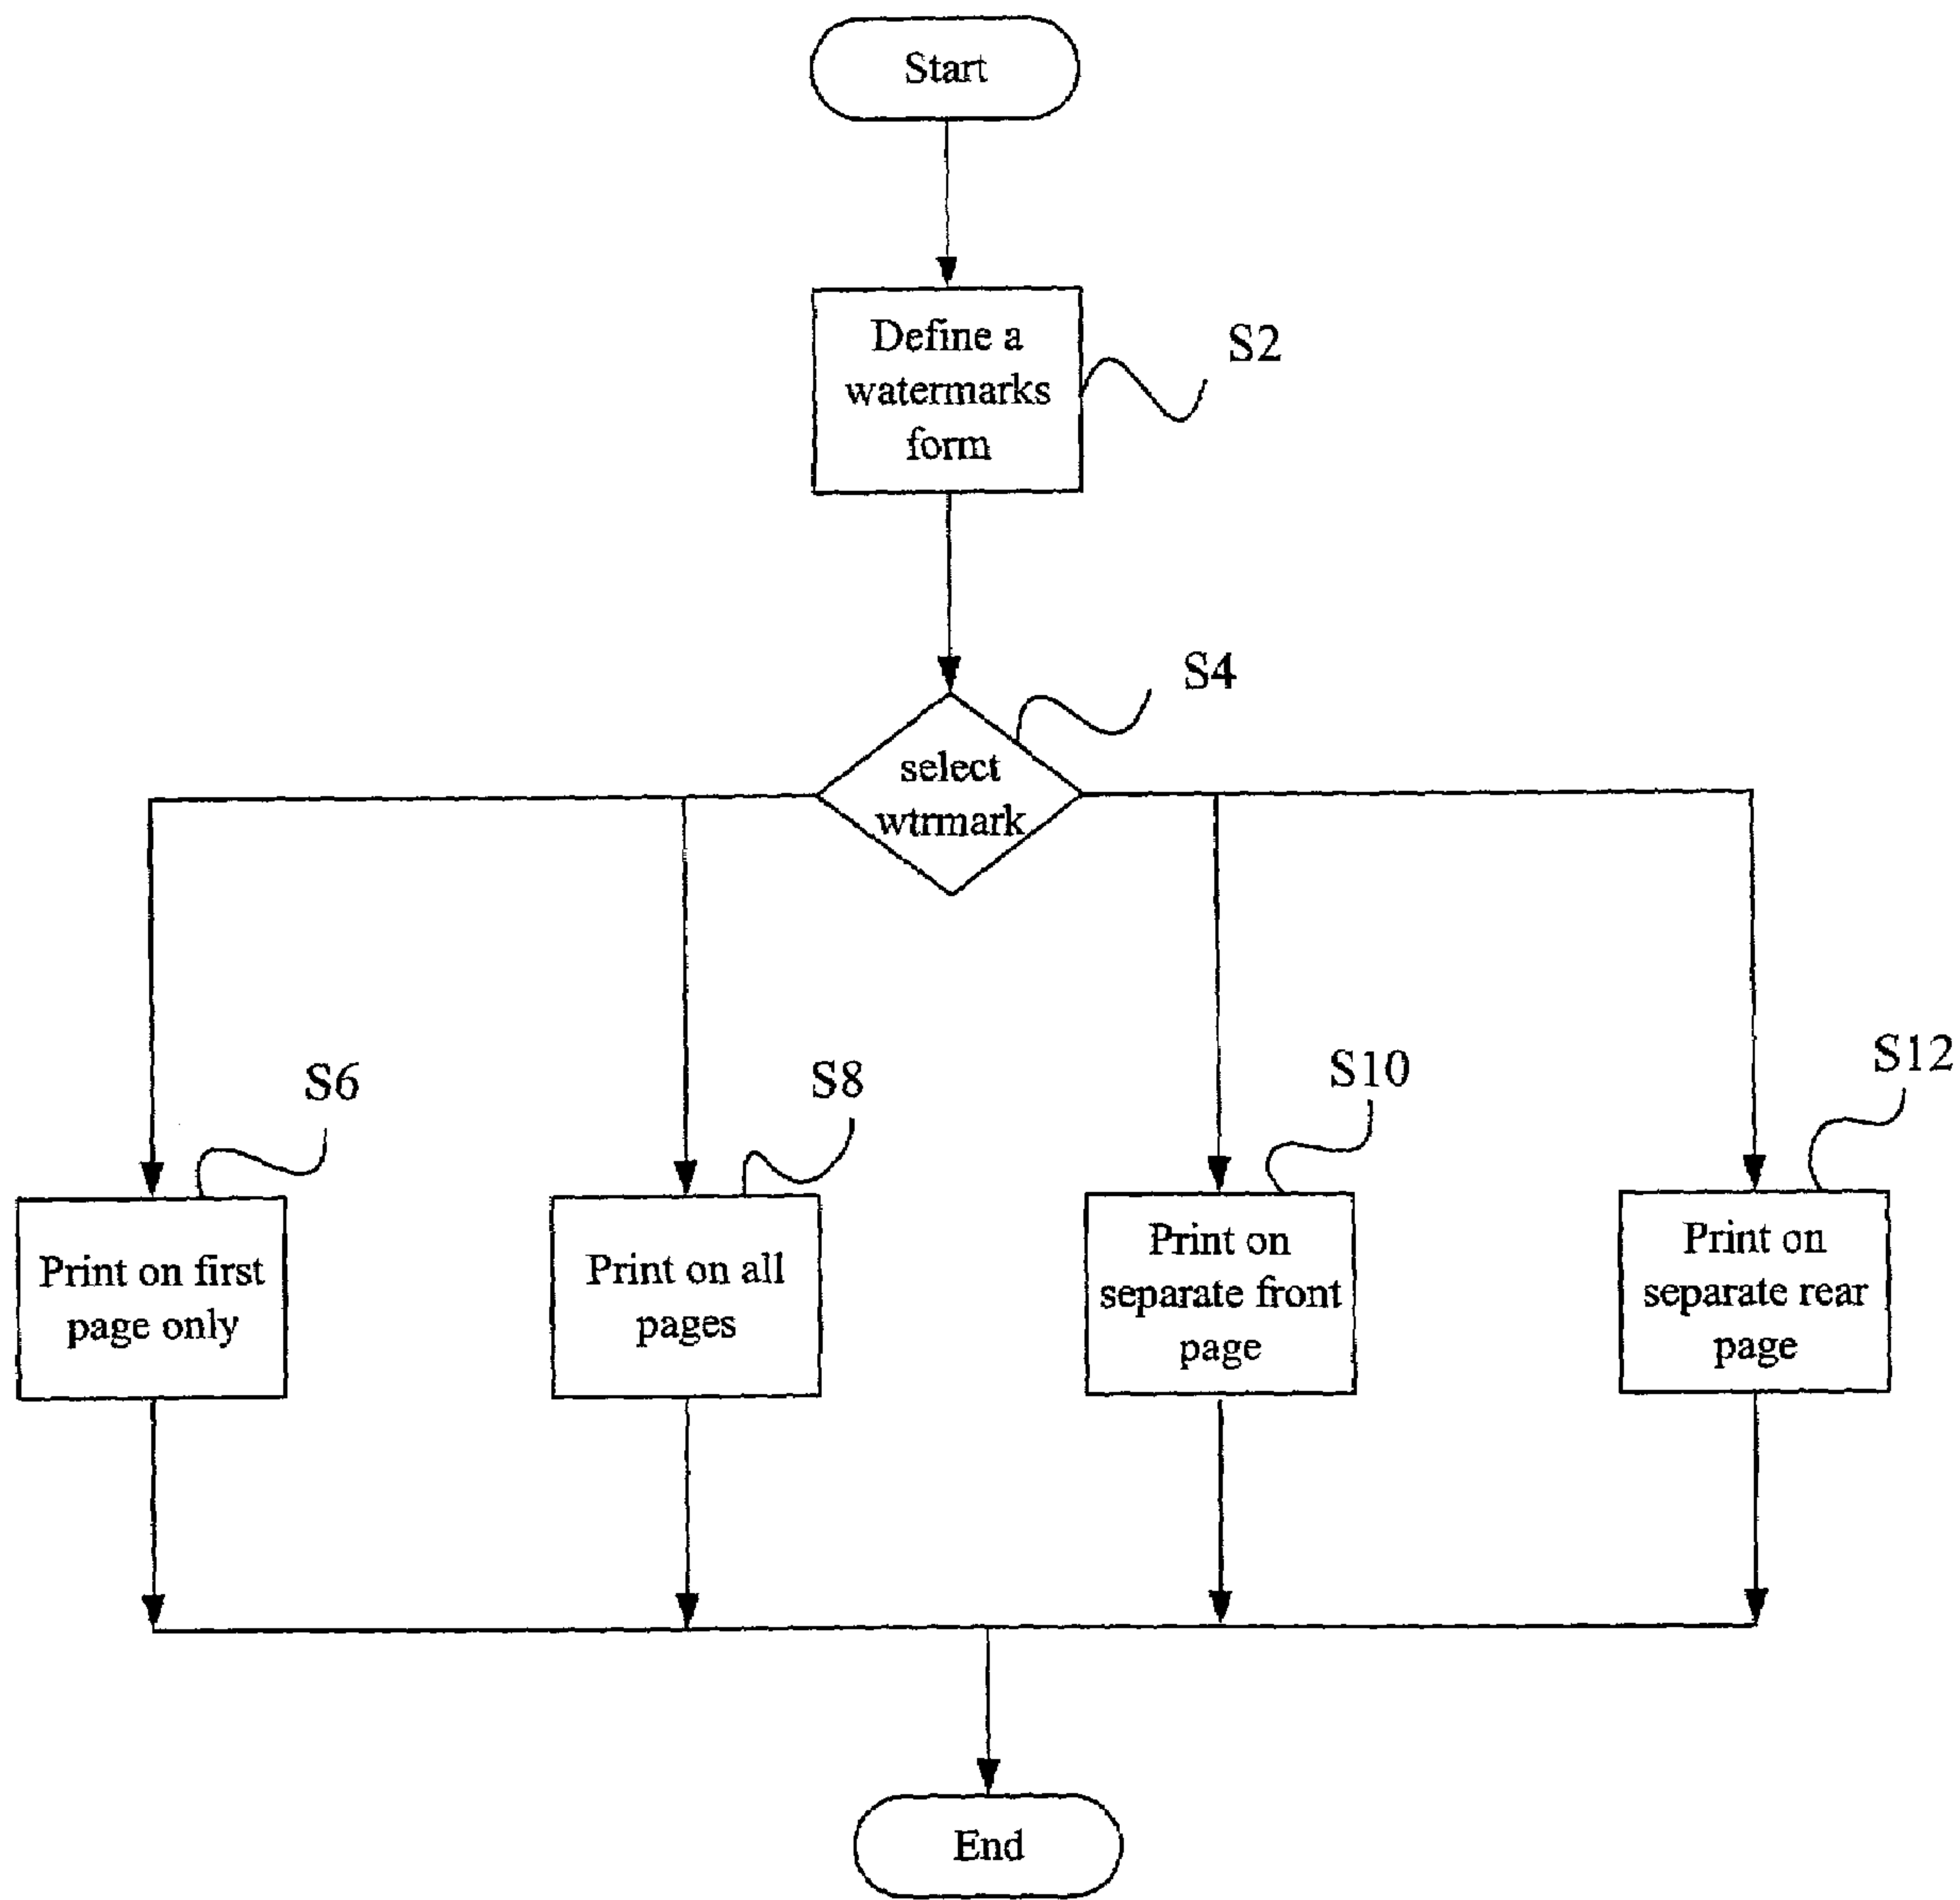 Start
Define a
watermarks
form
S2
S4
select
wtrmark
S6
S8
S10
S12
Print on first
page only
Print on all
pages
Print on
separate front
page
Print on
separate rear
page
End